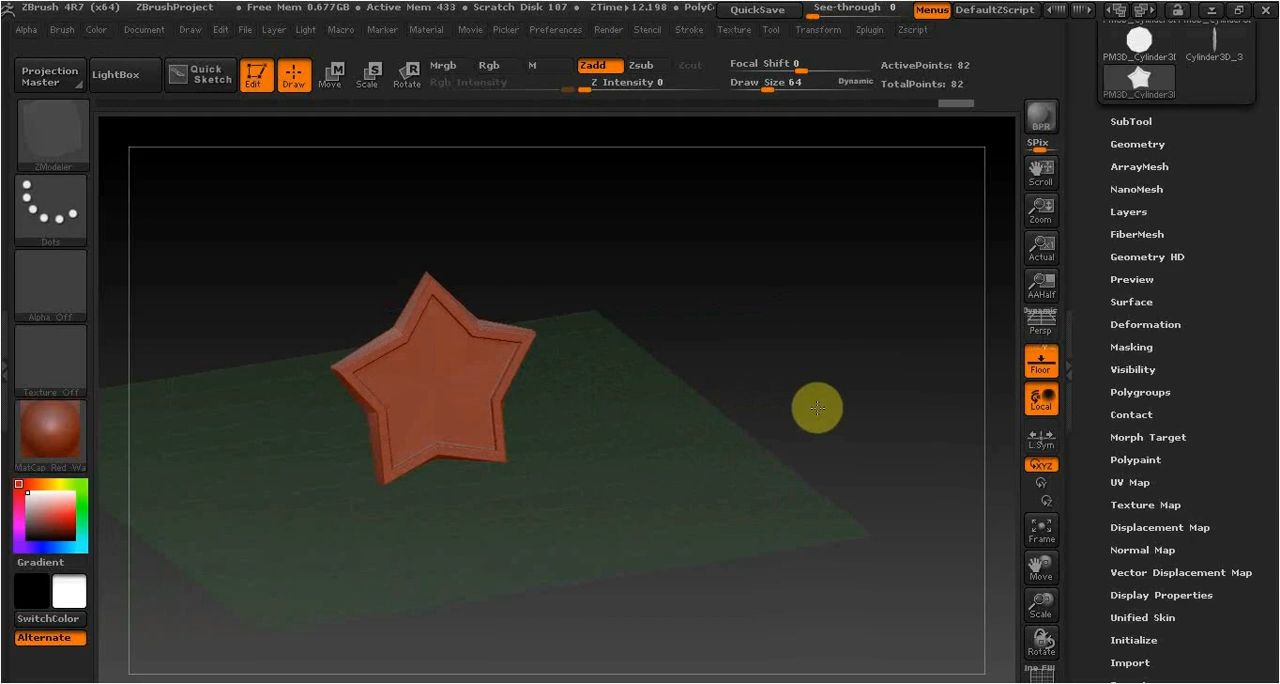 ZBrush 4R7 (x64) ZBrushProject • Free Mem 0.677GB • Active Mem 433 • Scratch Disk 107 • ZTime 12.198 • PolyC QuickSave See-through 0 Menus DefaultZScript
Alpha Brush Color Document Draw Edit File Layer Light Macro Marker Material Movie Picker Preferences Render Stencil Stroke Texture Tool Transform Zplugin Zscript
Projection
Master
LightBox
Quick
Sketch
Edit
Draw
Move
Scale
Rotate
Mrgb Rgb M
Rgb Intensity
Zadd Zsub Zcut
Z Intensity 0
Focal Shift 0
Draw Size 64 Dynamic
ActivePoints: 82
TotalPoints: 82
ZModeler
Dots
Alpha Off
Texture Off
MatCap Red Wa
Gradient
SwitchColor
Alternate
BPR
SPix
Scroll
Zoom
Actual
AAHalf
Dynamic
Persp
Floor
Local
L.Sym
XYZ
Y
Z
Frame
Move
Scale
Rotate
PM3D_Cylinder3D Cylinder3D_3
PM3D_Cylinder3D
SubTool
Geometry
ArrayMesh
NanoMesh
Layers
FiberMesh
Geometry HD
Preview
Surface
Deformation
Masking
Visibility
Polygroups
Contact
Morph Target
Polypaint
UV Map
Texture Map
Displacement Map
Normal Map
Vector Displacement Map
Display Properties
Unified Skin
Initialize
Import